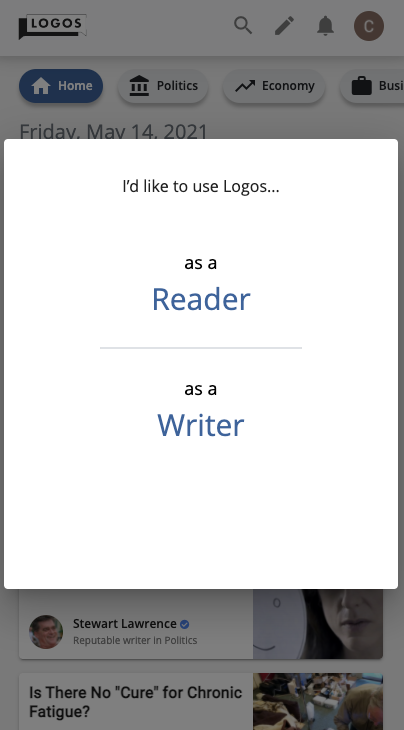 LOGOS
C
Home
Politics
Economy
Busi
Friday, May 14, 2021
I'd like to use Logos...
as a
Reader
as a
Writer
Stewart Lawrence
Reputable writer in Politics
Is There No "Cure" for Chronic
Fatigue?